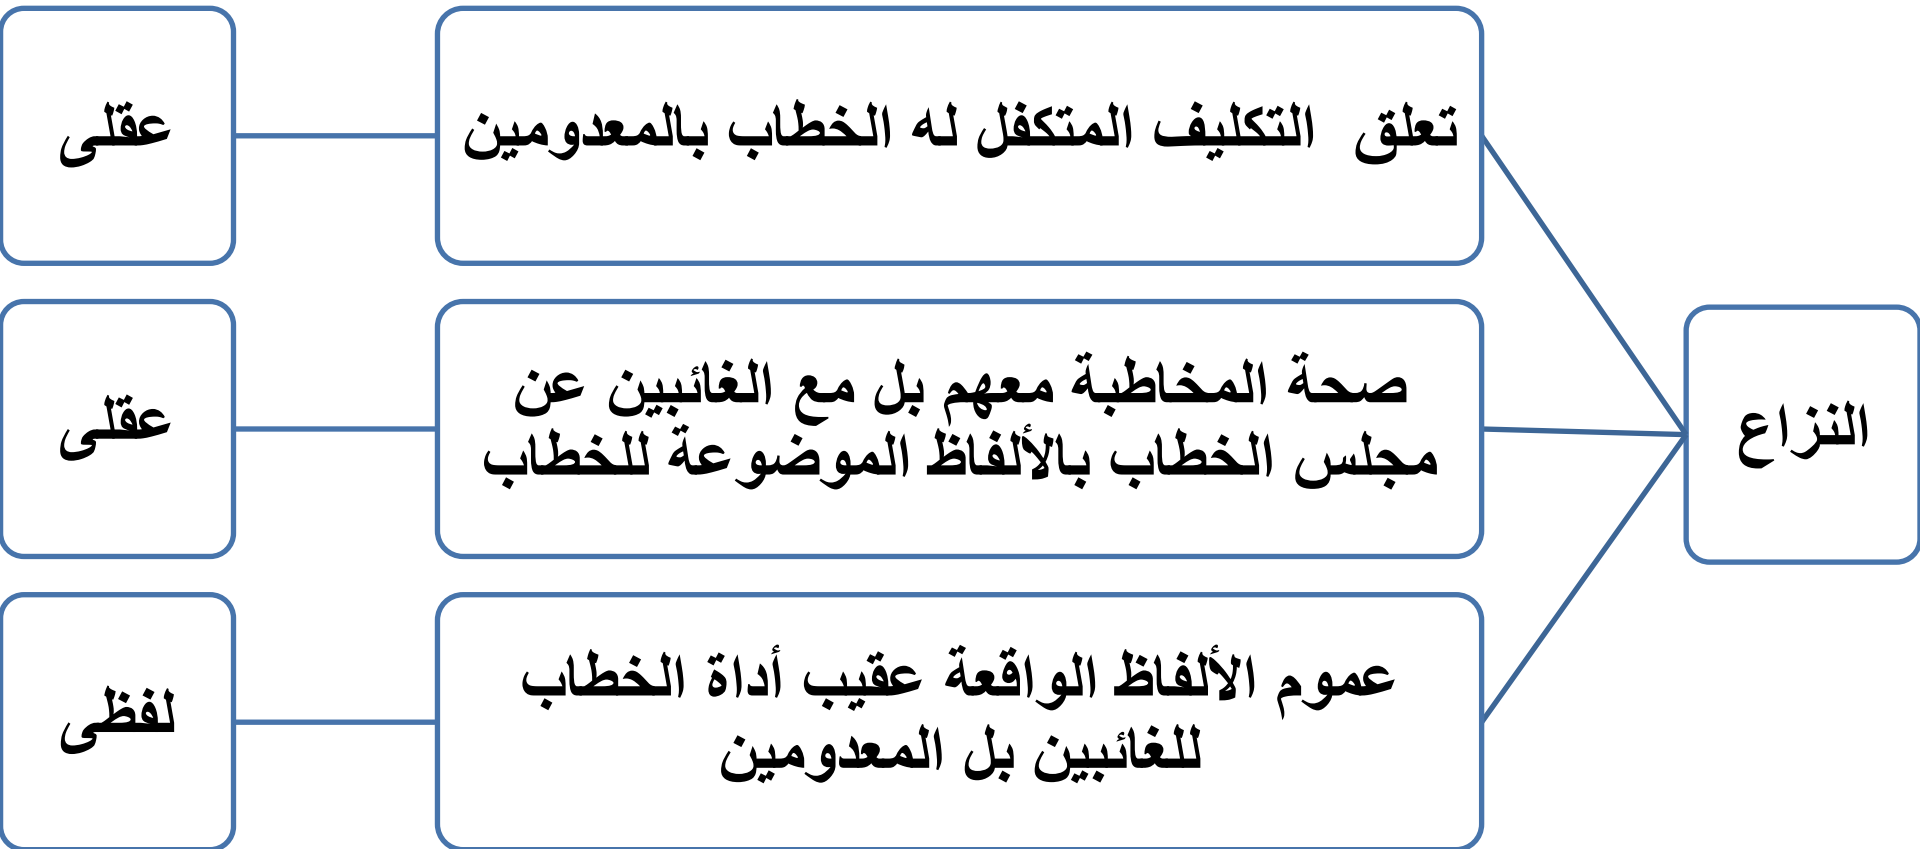 النزاع
تعلق التكليف المتكفل له الخطاب بالمعدومين
عقلى
صحة المخاطبة معهم بل مع الغائبين عن
مجلس الخطاب بالألفاظ الموضوعة للخطاب
عقلى
عموم الألفاظ الواقعة عقيب أداة الخطاب
للغائبين بل المعدومين
لفظى